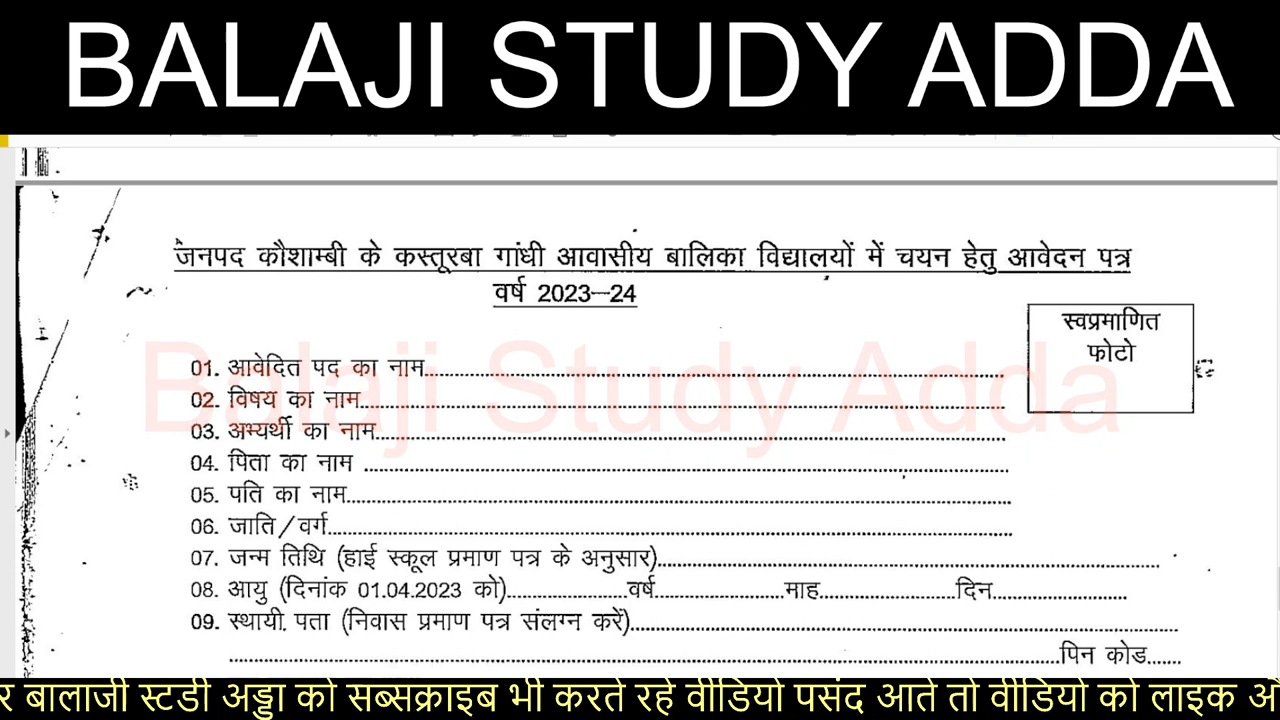 BALAJI STUDY ADDA
जनपद कौशाम्बी के कस्तूरबा गांधी आवासीय बालिका विद्यालयों में चयन हेतु आवेदन पत्र
वर्ष 2023–24
स्वप्रमाणित
फोटो
Balaji Study Adda
01. आवेदित पद का नाम....................
02. विषय का नाम....................
03. अभ्यर्थी का नाम....................
04. पिता का नाम ....................
05. पति का नाम....................
06. जाति/वर्ग....................
07. जन्म तिथि (हाई स्कूल प्रमाण पत्र के अनुसार)....................
08. आयु (दिनांक 01.04.2023 को)....................वर्ष....................माह....................दिन....................
09. स्थायी पता (निवास प्रमाण पत्र संलग्न करें)....................
....................पिन कोड.......
र बालाजी स्टडी अड्डा को सब्सक्राइब भी करते रहे वीडियो पसंद आते तो वीडियो को लाइक